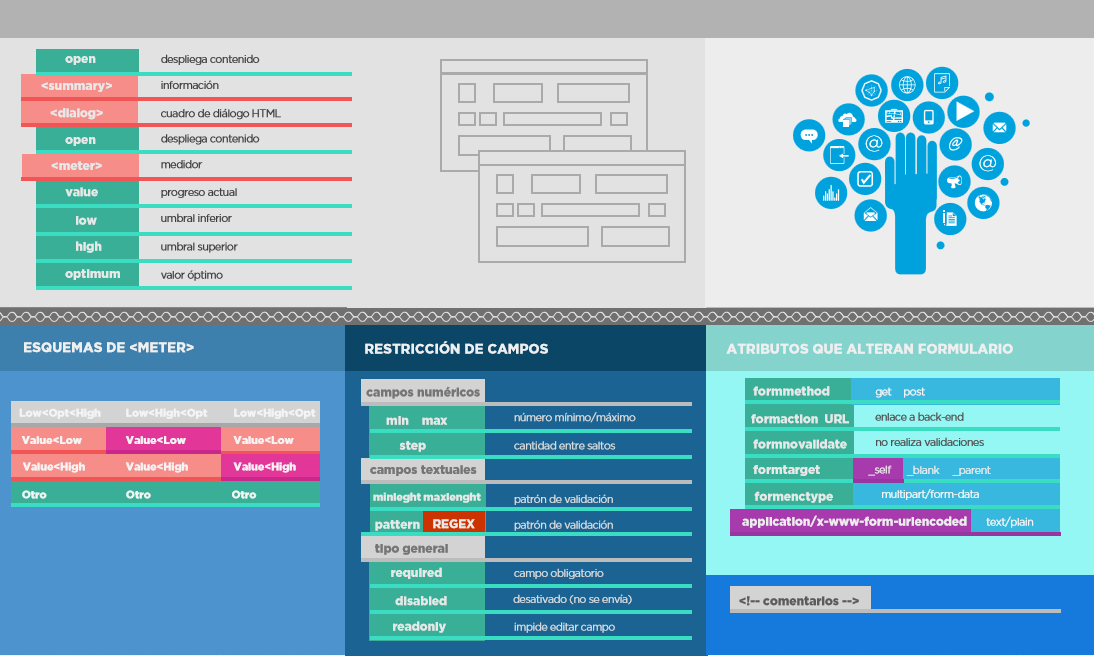 open despliega contenido
<summary> información
<dialog> cuadro de diálogo HTML
open despliega contenido
<meter> medidor
value progreso actual
low umbral inferior
high umbral superior
optimum valor óptimo
ESQUEMAS DE <METER>
Low<Opt<High Low<High<Opt Low<High<Opt
Value<Low Value<Low Value<Low
Value<High Value<High Value<High
Otro Otro Otro
RESTRICCIÓN DE CAMPOS
campos numéricos
min max número mínimo/máximo
step cantidad entre saltos
campos textuales
minleght maxlenght patrón de validación
pattern REGEX patrón de validación
tipo general
required campo obligatorio
disabled desativado (no se envía)
readonly impide editar campo
ATRIBUTOS QUE ALTERAN FORMULARIO
formmethod get post
formaction URL enlace a back-end
formnovalidate no realiza validaciones
formtarget _self _blank _parent
formenctype multipart/form-data
application/x-www-form-urlencoded text/plain
<!-- comentarios -->